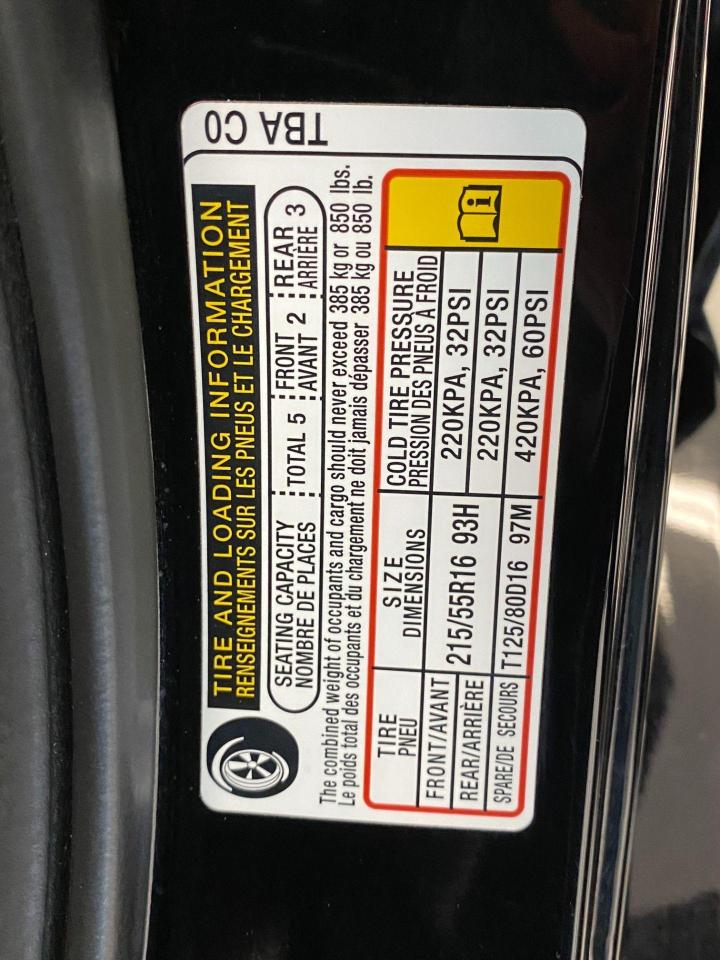 TIRE AND LOADING INFORMATION
RENSEIGNEMENTS SUR LES PNEUS ET LE CHARGEMENT
SEATING CAPACITY TOTAL 5 FRONT 2 REAR 3
NOMBRE DE PLACES AVANT ARRIÈRE
The combined weight of occupants and cargo should never exceed 385 kg or 850 lbs.
Le poids total des occupants et du chargement ne doit jamais dépasser 385 kg ou 850 lb.
TIRE SIZE COLD TIRE PRESSURE
PNEU DIMENSIONS PRESSION DES PNEUS À FROID
FRONT/AVANT 215/55R16 93H 220KPA, 32PSI
REAR/ARRIÈRE 220KPA, 32PSI
SPARE/DE SECOURS T125/80D16 97M 420KPA, 60PSI
TBA C0